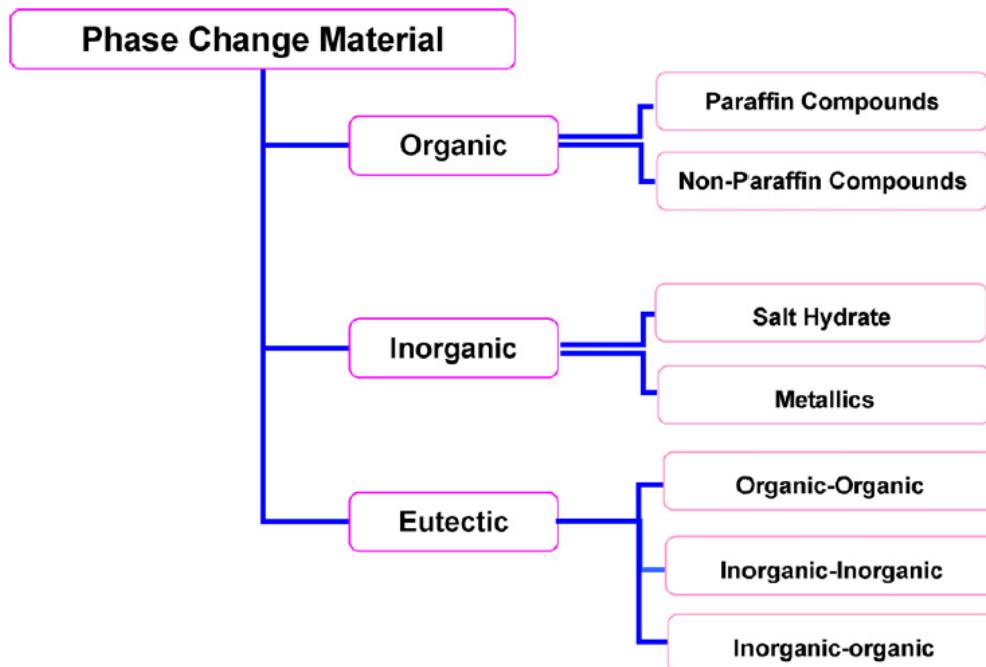 Phase Change Material
Organic
Paraffin Compounds
Non-Paraffin Compounds
Inorganic
Salt Hydrate
Metallics
Eutectic
Organic-Organic
Inorganic-Inorganic
Inorganic-organic